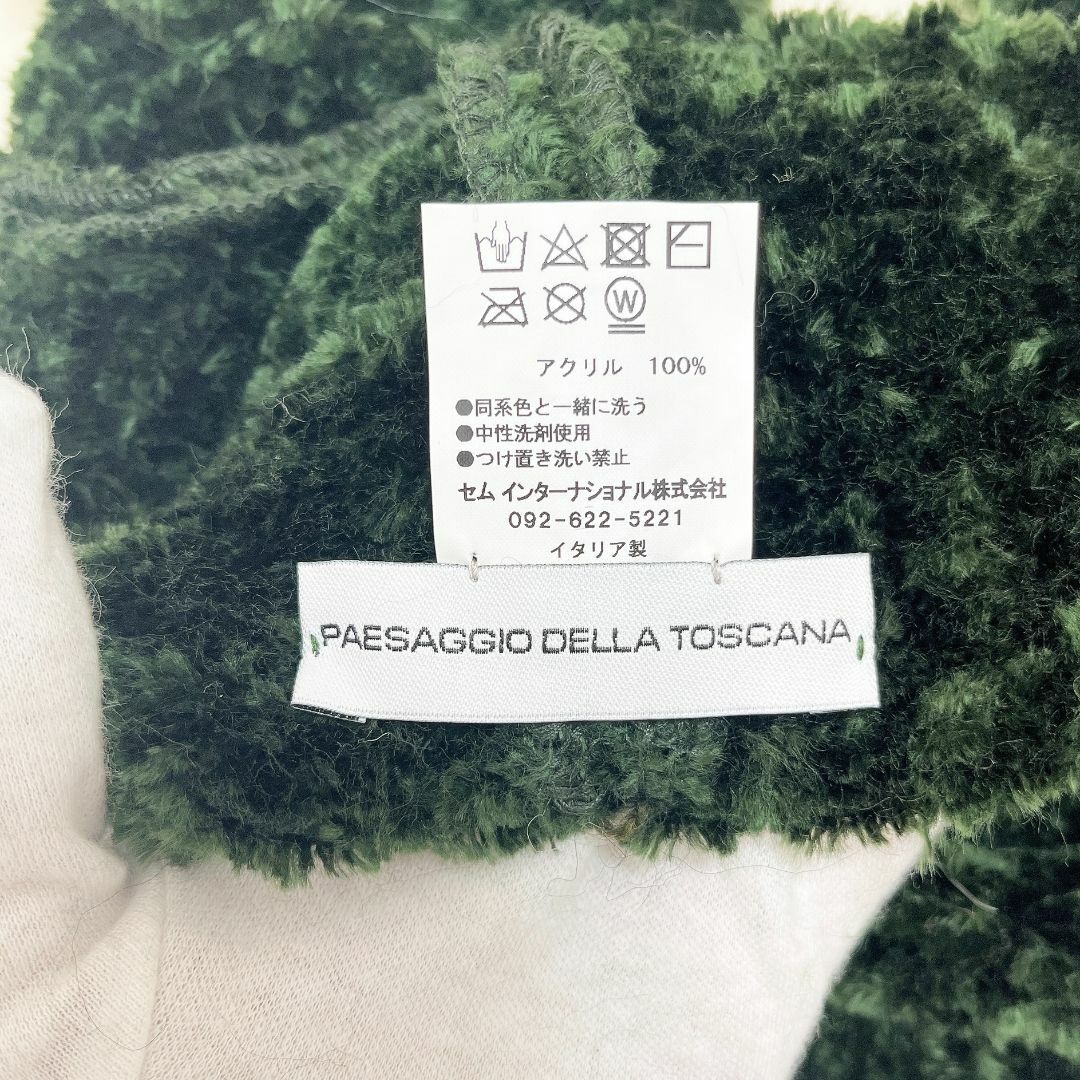 W
アクリル 100%
●同系色と一緒に洗う
●中性洗剤使用
●つけ置き洗い禁止
セム インターナショナル株式会社
092-622-5221
イタリア製
PAESAGGIO DELLA TOSCANA